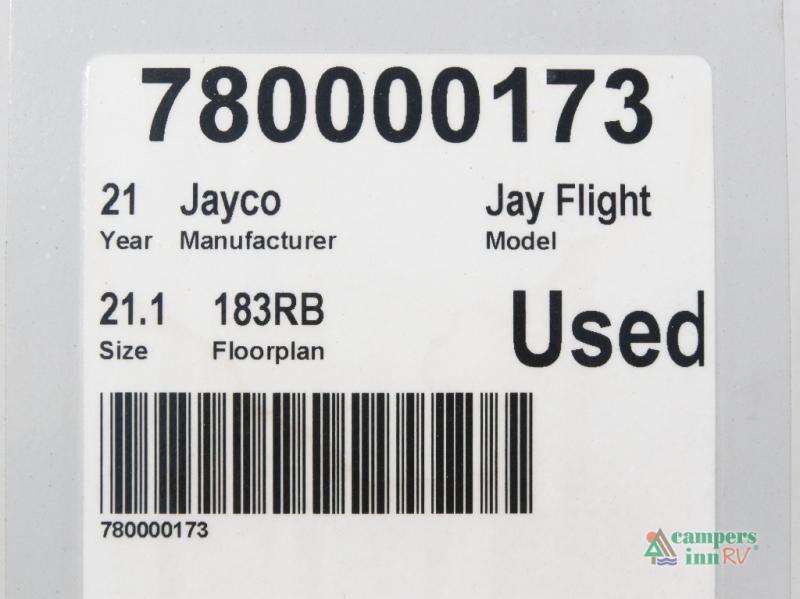 780000173
21 Jayco Jay Flight
Year Manufacturer Model
21.1 183RB Used
Size Floorplan
780000173
campers
inn RV®